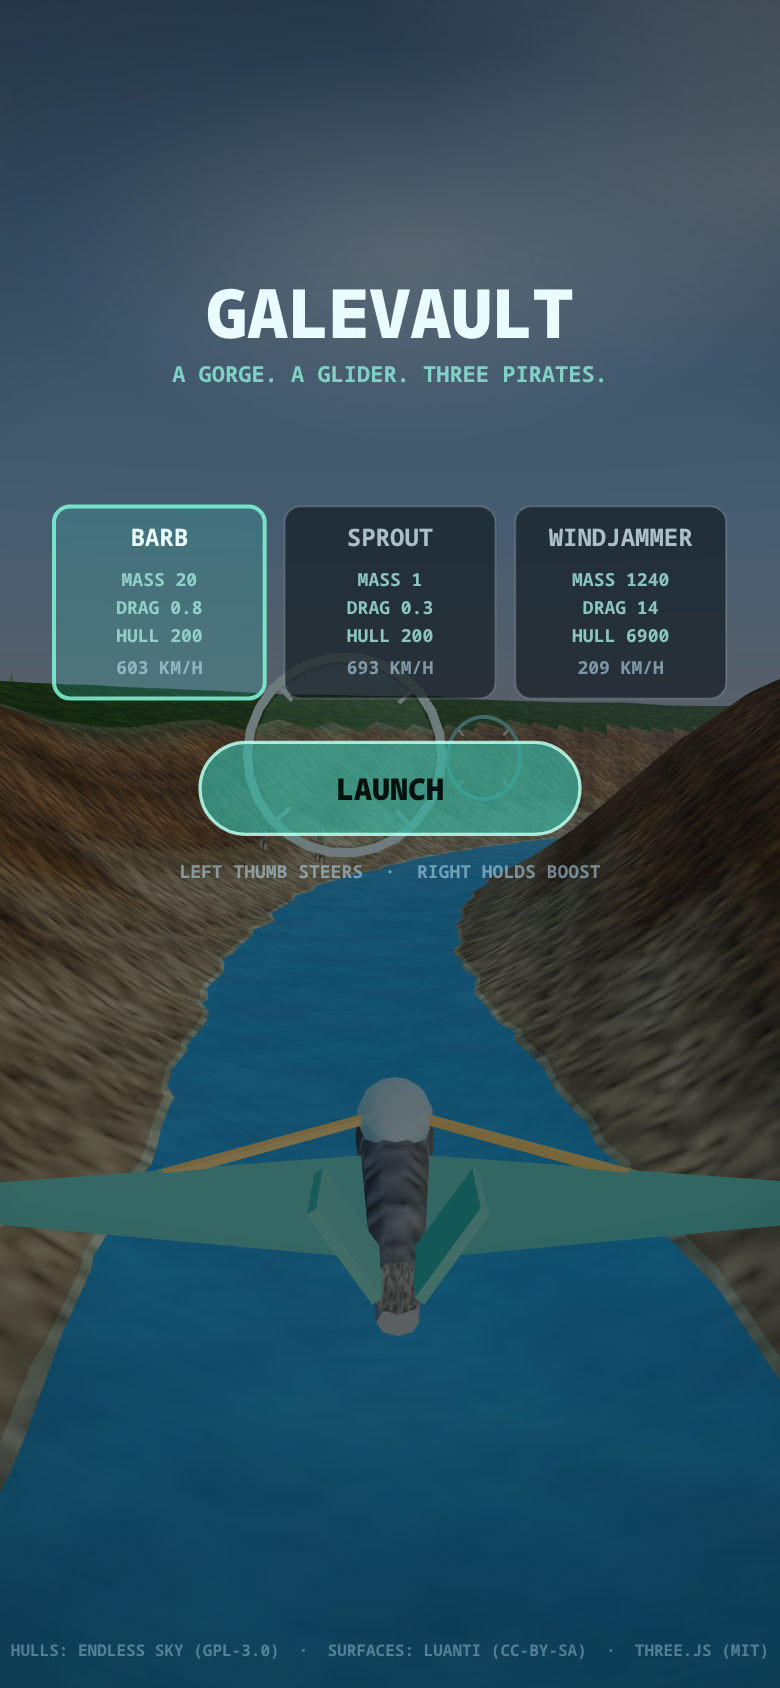 GALEVAULT
A GORGE. A GLIDER. THREE PIRATES.
BARB
MASS 20
DRAG 0.8
HULL 200
603 KM/H
SPROUT
MASS 1
DRAG 0.3
HULL 200
693 KM/H
WINDJAMMER
MASS 1240
DRAG 14
HULL 6900
209 KM/H
LAUNCH
LEFT THUMB STEERS · RIGHT HOLDS BOOST
HULLS: ENDLESS SKY (GPL-3.0) · SURFACES: LUANTI (CC-BY-SA) · THREE.JS (MIT)